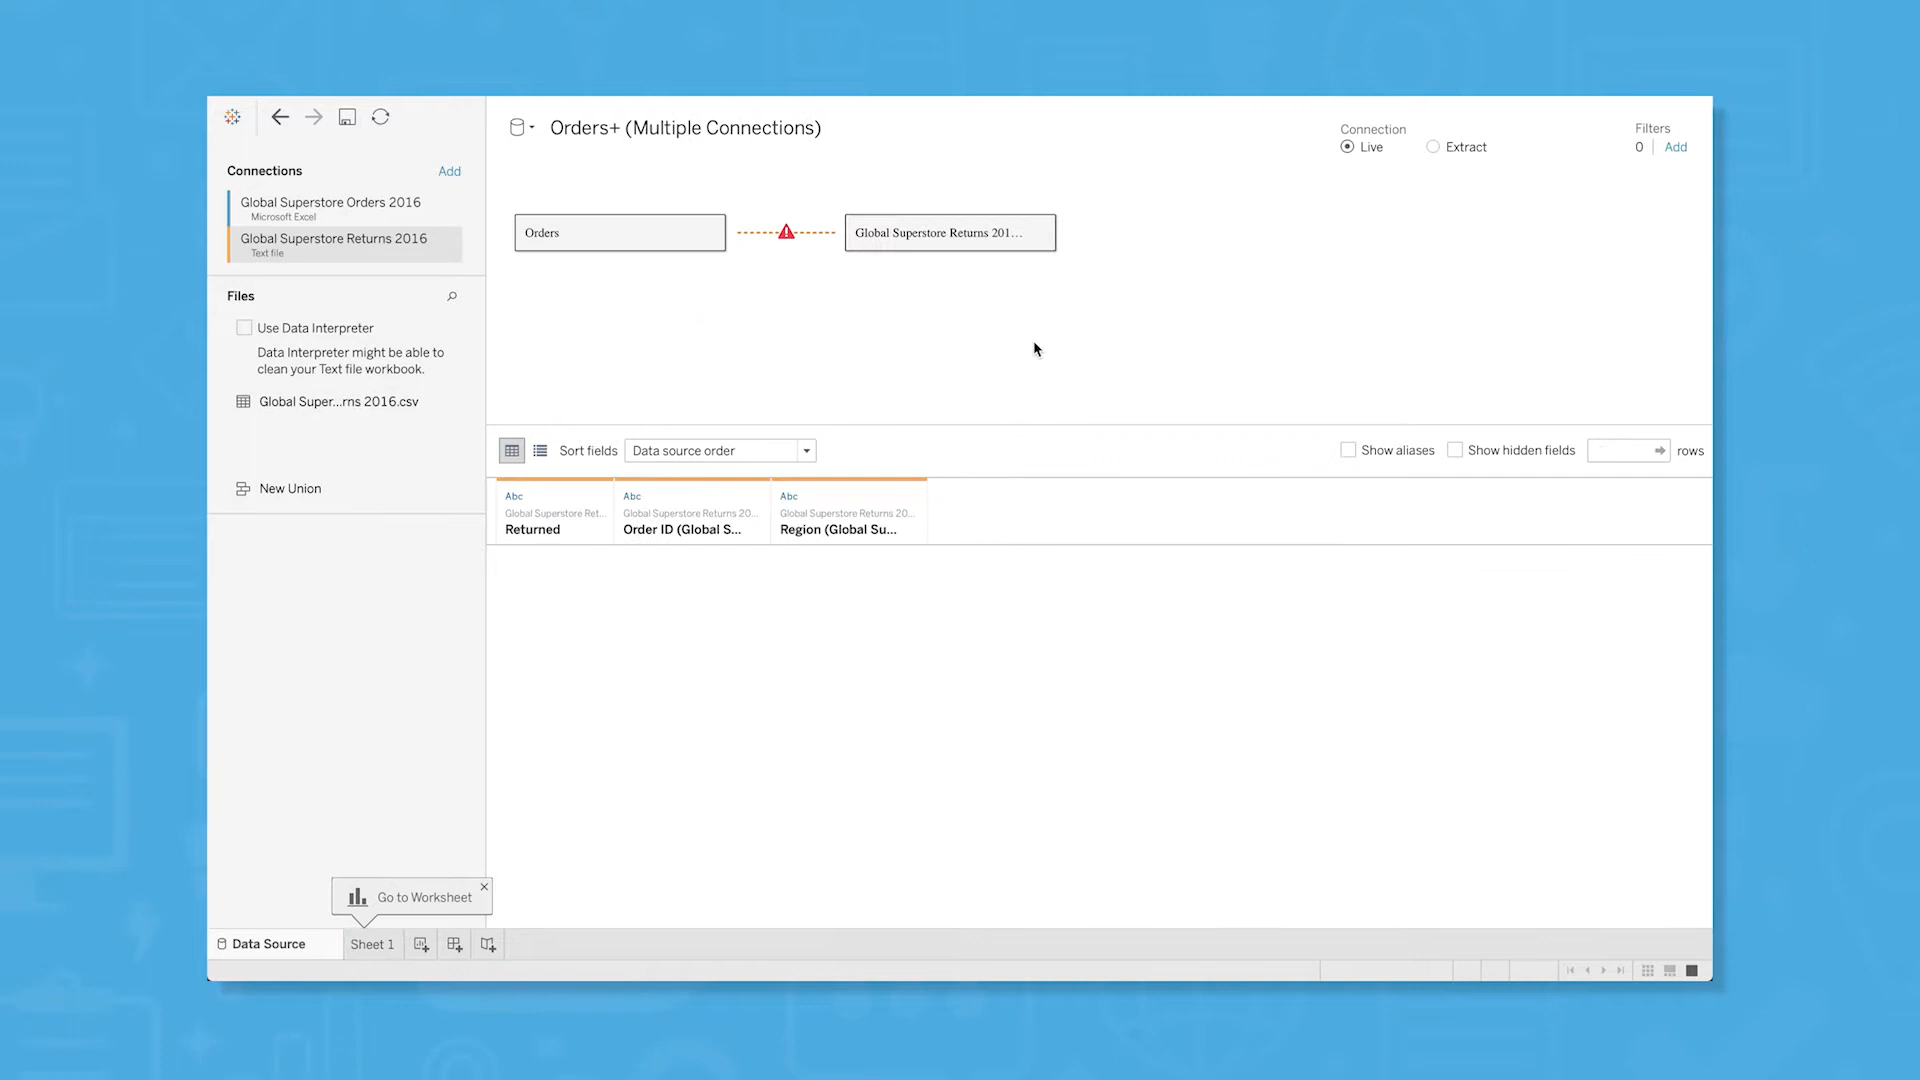 Orders+ (Multiple Connections)
Connection
Live
Extract
Filters
0 Add
Connections Add
Global Superstore Orders 2016
Microsoft Excel
Global Superstore Returns 2016
Text file
Orders
Global Superstore Returns 201…
Files
Use Data Interpreter
Data Interpreter might be able to
clean your Text file workbook.
Global Super...rns 2016.csv
New Union
Sort fields Data source order Show aliases Show hidden fields rows
Abc
Global Superstore Ret...
Returned
Abc
Global Superstore Returns 20...
Order ID (Global S...
Abc
Global Superstore Returns 20...
Region (Global Su...
Go to Worksheet
Data Source
Sheet 1